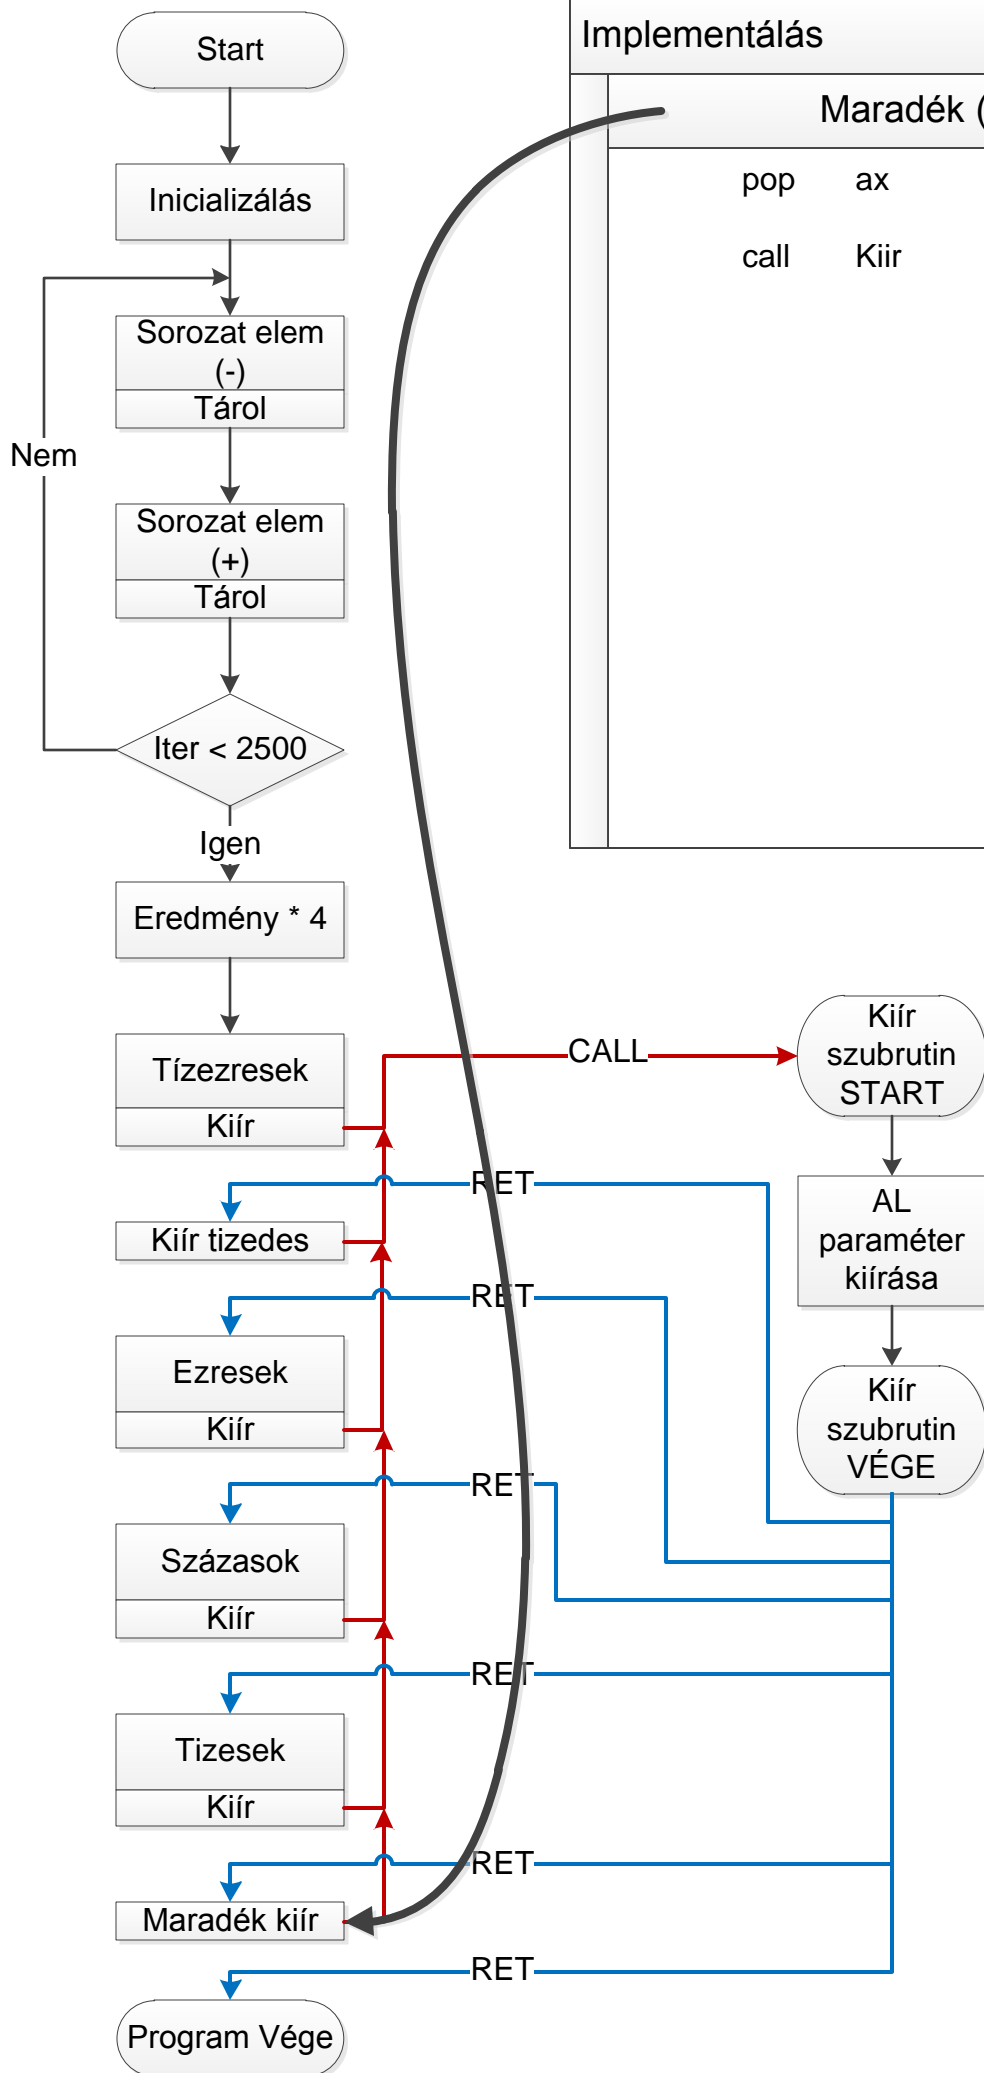 Start
Inicializálás
Sorozat elem
(-)
Tárol
Nem
Sorozat elem
(+)
Tárol
Iter < 2500
Igen
Eredmény * 4
Tízezresek
Kiír
Kiír tizedes
Ezresek
Kiír
Százasok
Kiír
Tizesek
Kiír
Maradék kiír
Program Vége
Implementálás
Maradék (
pop ax
call Kiir
CALL
RET
RET
RET
RET
RET
RET
Kiír
szubrutin
START
AL
paraméter
kiírása
Kiír
szubrutin
VÉGE